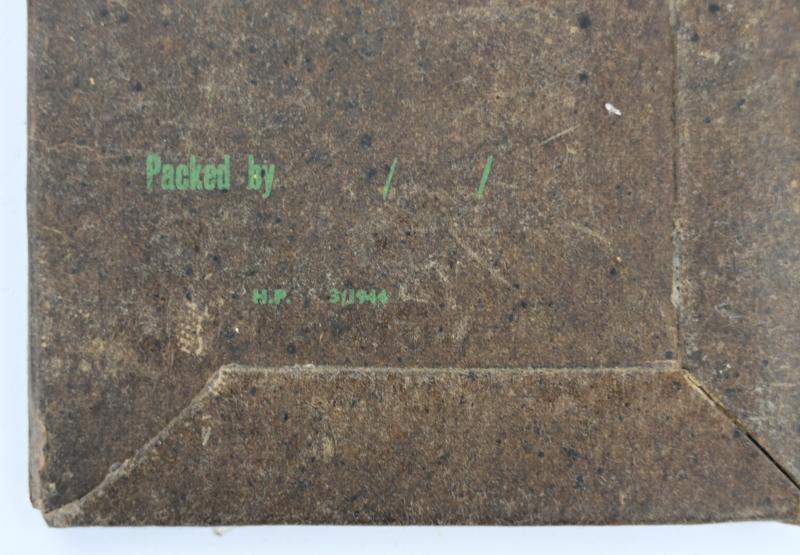 Packed by / /
H.P. 3/1944